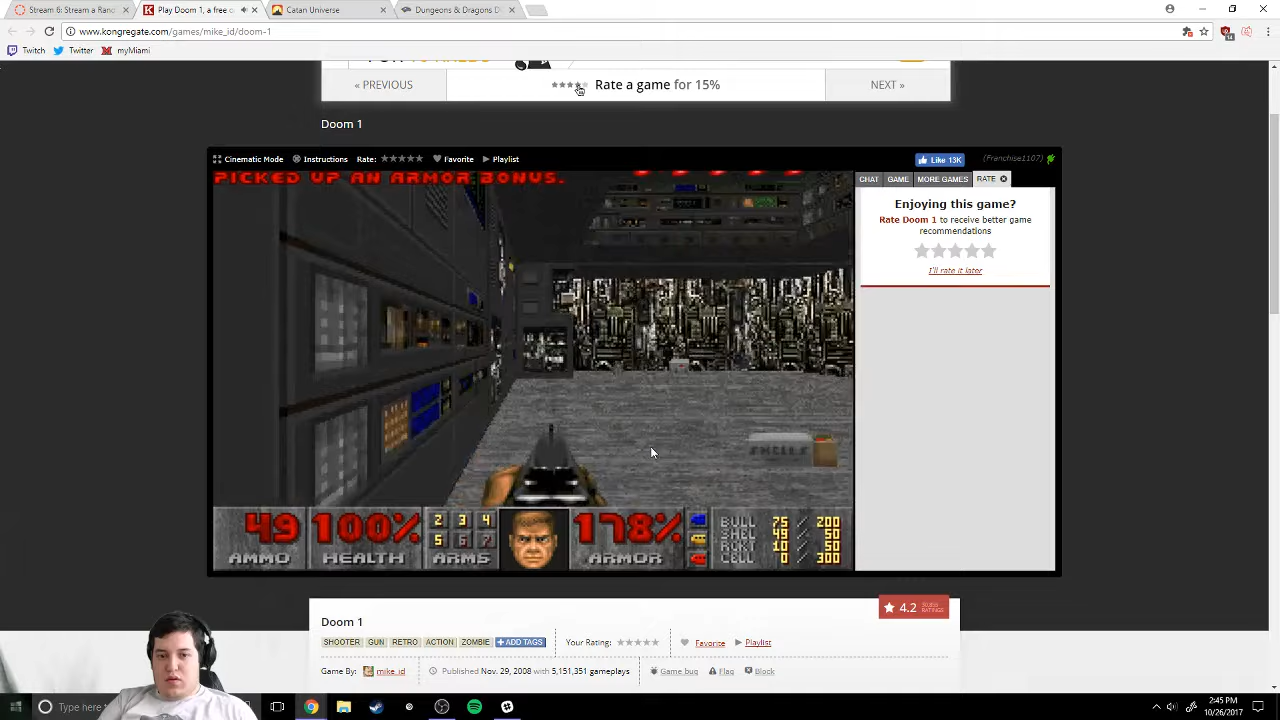 Stream 6: Stream a Rand
Play Doom 1, a free o
Catan Universe
Dungeons & Dragons D
www.kongregate.com/games/mike_id/doom-1
Twitch
Twitter
myMiami
« PREVIOUS
Rate a game for 15%
NEXT »
Doom 1
Cinematic Mode
Instructions
Rate:
Favorite
Playlist
Like 13K
(Franchise1107)
PICKED UP AN ARMOR BONUS.
CHAT
GAME
MORE GAMES
RATE
Enjoying this game?
Rate Doom 1 to receive better game
recommendations
I'll rate it later
SHELLS
49
AMMO
100%
HEALTH
2 3 4
5 6 7
ARMS
178%
ARMOR
BULL 75 / 200
SHEL 49 / 50
RCKT 10 / 50
CELL 0 / 300
4.2
RATINGS
Doom 1
SHOOTER
GUN
RETRO
ACTION
ZOMBIE
+ ADD TAGS
Your Rating:
Favorite
Playlist
Game By:
mike_id
Published Nov. 29, 2008 with 5,151,351 gameplays
Game bug
Flag
Block
Type here
2:45 PM
10/26/2017